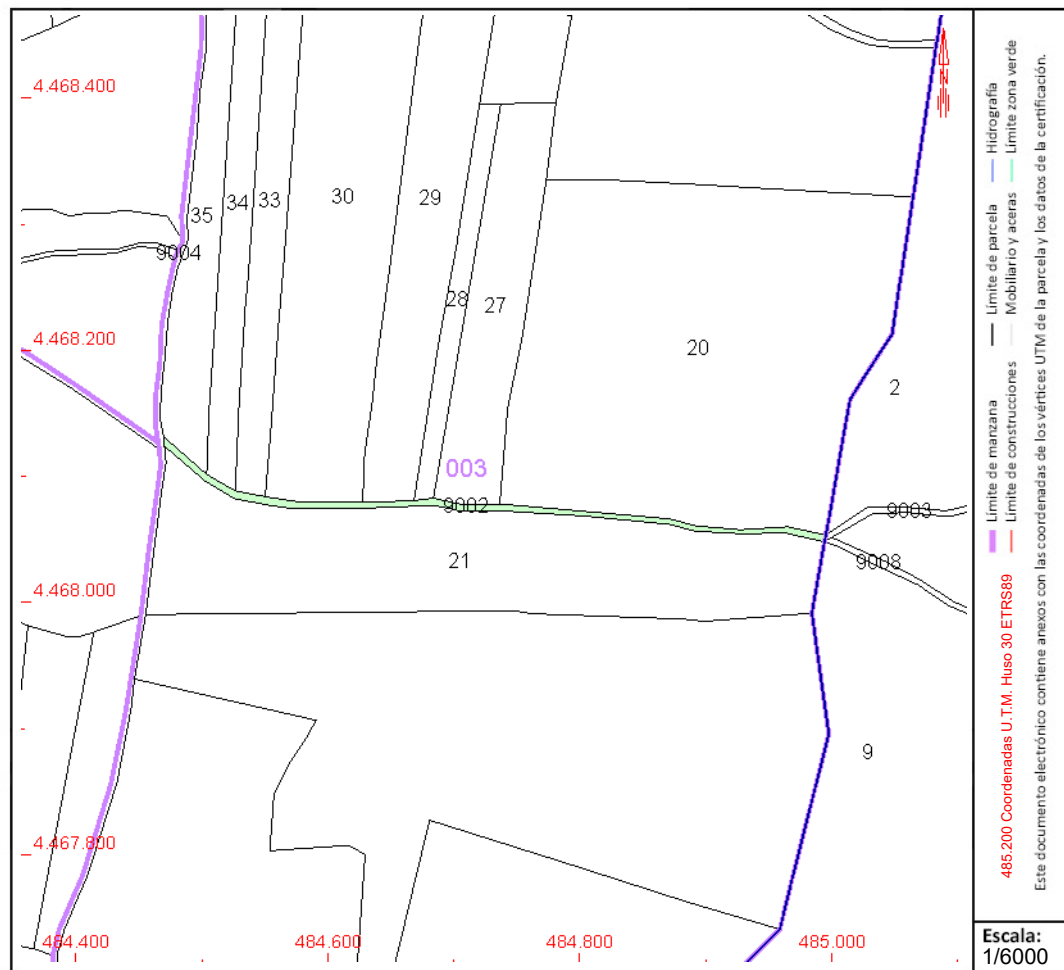 4.468.400
N
35
34
33
30
29
9004
28
27
4.468.200
20
2
003
9002
9003
21
9008
4.468.000
9
4.467.800
484.400
484.600
484.800
485.000
Límite de manzana
Límite de parcela
Hidrografía
Límite de construcciones
Mobiliario y aceras
Límite zona verde
485.200 Coordenadas U.T.M. Huso 30 ETRS89
Este documento electrónico contiene anexos con las coordenadas de los vértices UTM de la parcela y los datos de la certificación.
Escala:
1/6000